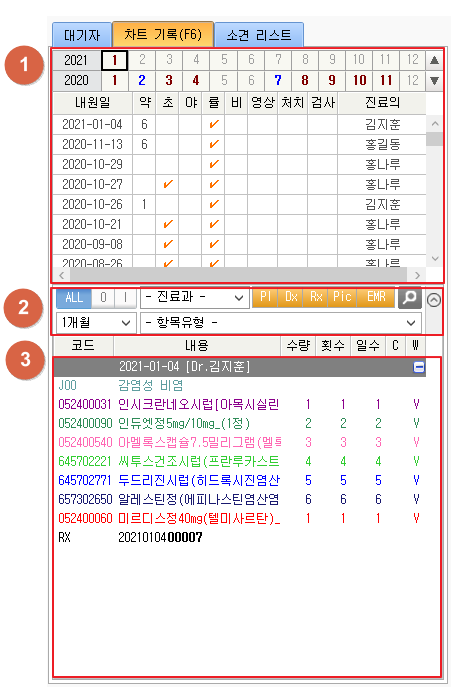 대기자 차트 기록(F6) 소견 리스트
1
2021 1 2 3 4 5 6 7 8 9 10 11 12 ▲
2020 1 2 3 4 5 6 7 8 9 10 11 12 ▼
내원일 약 초 야 률 비 영상 처치 검사 진료의
2021-01-04 6 ✓ 김지훈
2020-11-13 6 ✓ 홍길동
2020-10-29 ✓ 홍나루
2020-10-27 ✓ ✓ 홍나루
2020-10-26 1 ✓ 김지훈
2020-10-21 ✓ ✓ 홍나루
2020-09-08 ✓ ✓ 홍나루
2020-08-26 ✓ ✓ 홍나루
2
ALL O I - 진료과 - PI Dx Rx Pic EMR
1개월 - 항목유형 -
3
코드 내용 수량 횟수 일수 C W
2021-01-04 [Dr.김지훈]
J00 감염성 비염
052400031 인시크란네오시럽[아목시실린 1 1 1 V
052400090 인듀엣정5mg/10mg_(1정) 2 2 2 V
052400540 아멜록스캡슐7.5밀리그램(멜록 3 3 3 V
645702221 씨투스건조시럽(프란루카스트 4 4 4 V
645702771 두드리진시럽(히드록시진염산 5 5 5 V
657302650 알레스틴정(에피나스틴염산염 6 6 6 V
052400060 미르디스정40mg(텔미사르탄)_ 1 1 1 V
RX 2021010400007